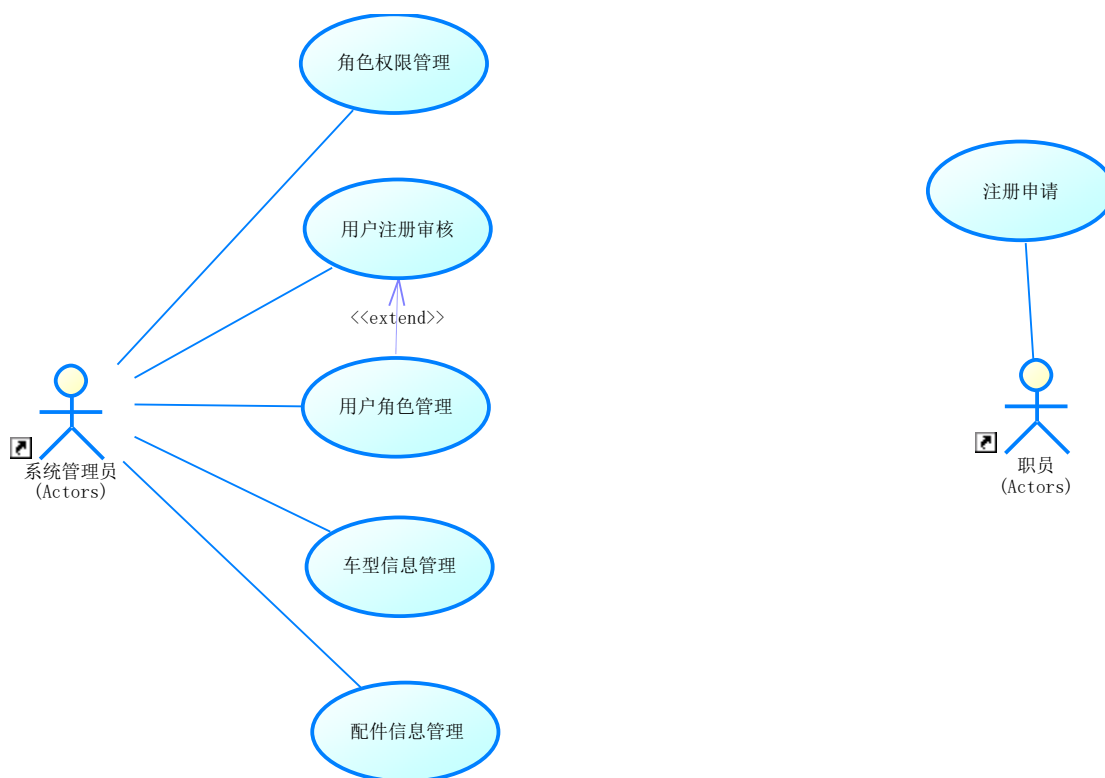 角色权限管理
注册申请
用户注册审核
<<extend>>
用户角色管理
系统管理员
(Actors)
职员
(Actors)
车型信息管理
配件信息管理